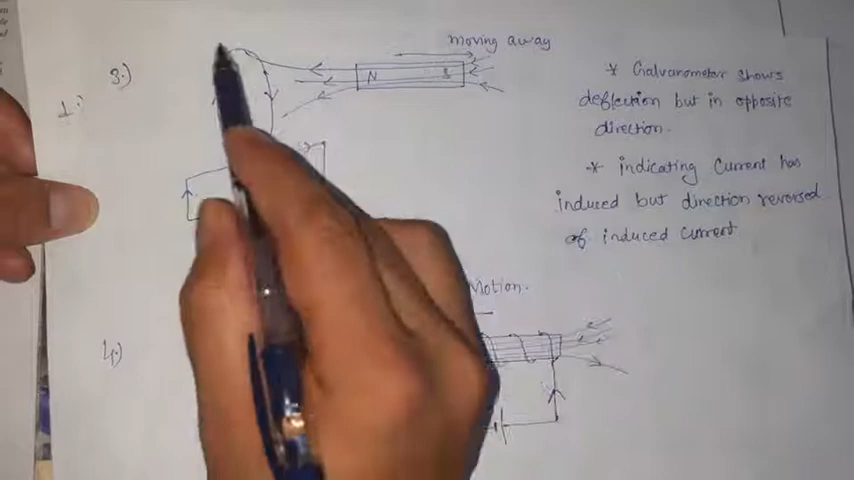 3.)
moving away
1.)
N
S
* Galvanometer shows
deflection but in opposite
direction.
* indicating Current has
induced but direction reversed
of induced current
Motion.
4.)